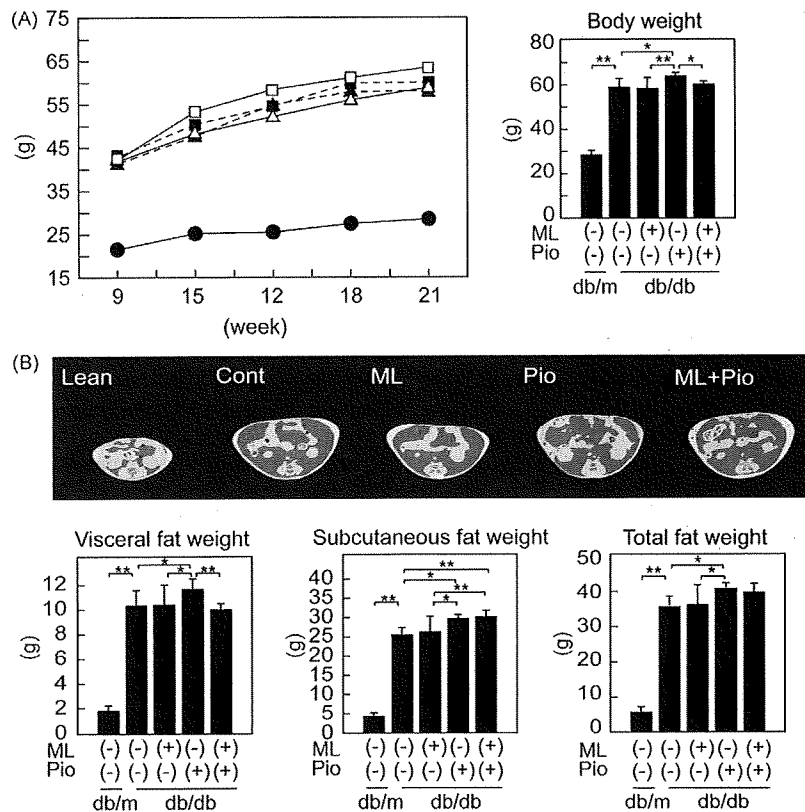 (A)
75
65
55
45
35
25
15
(g)
9 15 12 18 21
(week)
Body weight
80
60
40
20
0
(g)
* ** ** *
ML (-) (-) (+) (-) (+)
Pio (-) (-) (-) (+) (+)
db/m db/db
(B)
Lean Cont ML Pio ML+Pio
Visceral fat weight
12
10
8
6
4
2
0
(g)
* ** * **
ML (-) (-) (+) (-) (+)
Pio (-) (-) (-) (+) (+)
db/m db/db
Subcutaneous fat weight
40
35
30
25
20
15
10
5
0
(g)
**
*
**
** *
ML (-) (-) (+) (-) (+)
Pio (-) (-) (-) (+) (+)
db/m db/db
Total fat weight
50
40
30
20
10
0
(g)
*
** *
ML (-) (-) (+) (-) (+)
Pio (-) (-) (-) (+) (+)
db/m db/db